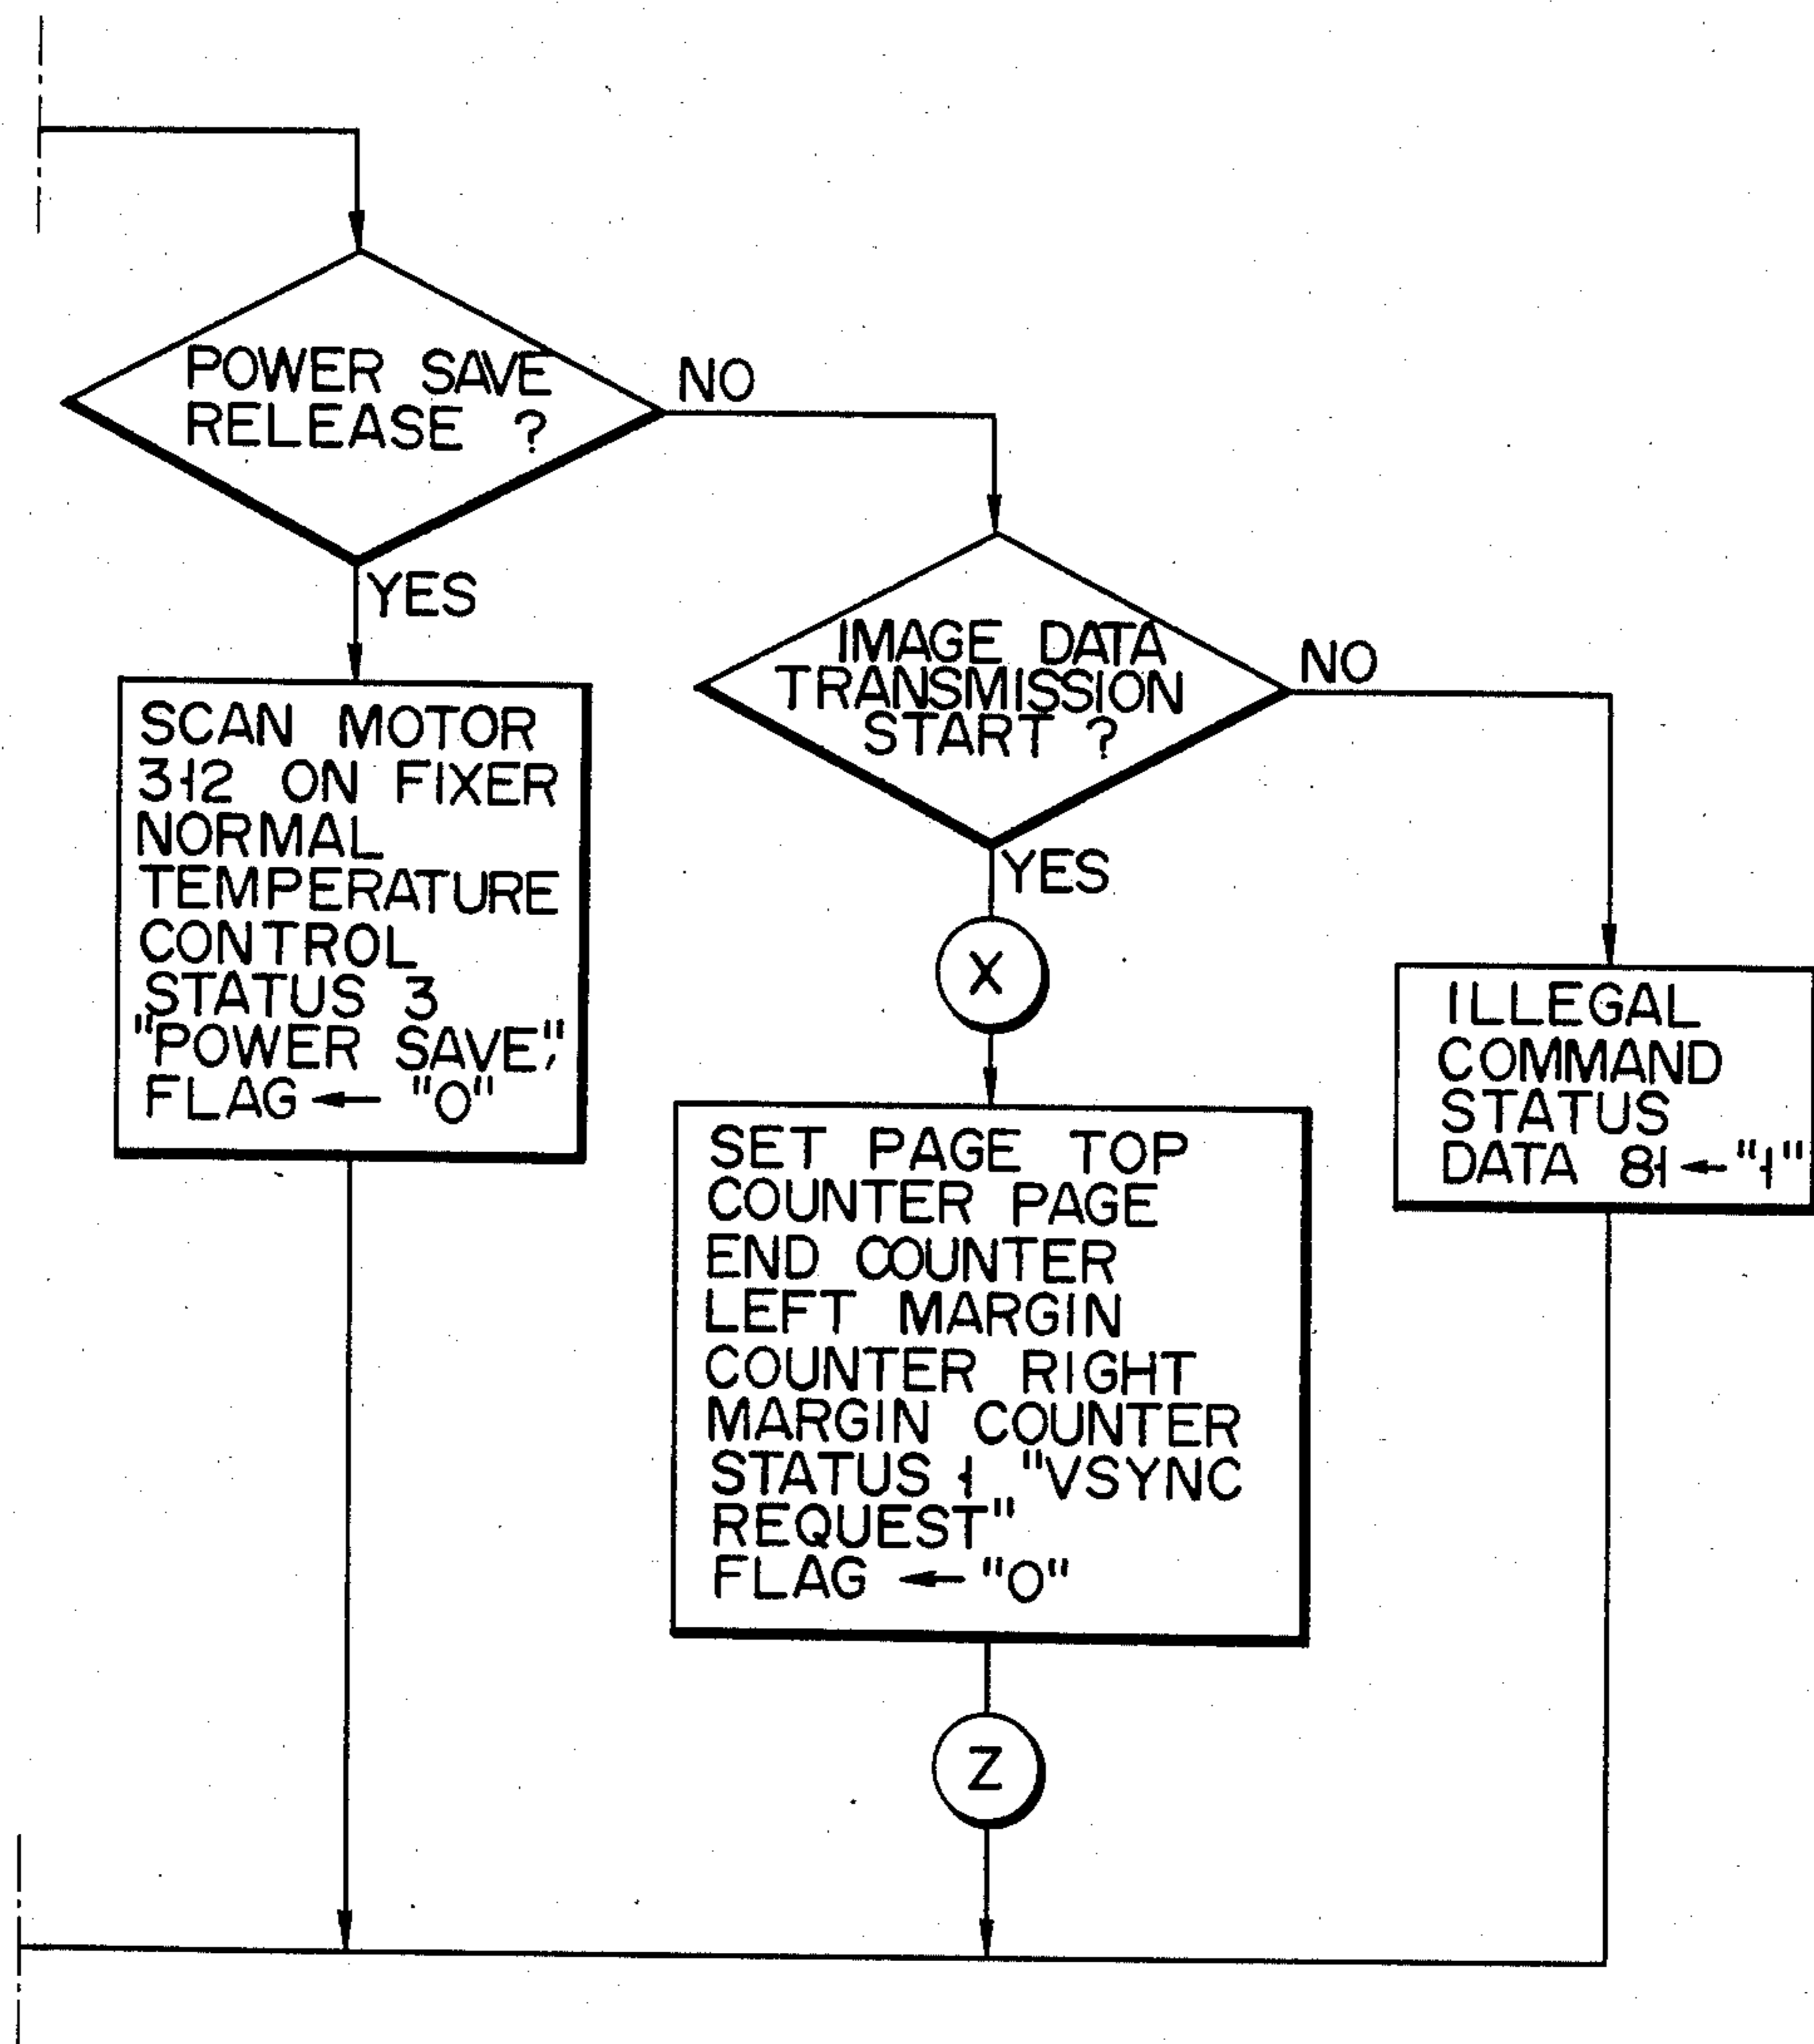 POWER SAVE
RELEASE ?
NO
YES
SCAN MOTOR
312 ON FIXER
NORMAL
TEMPERATURE
CONTROL
STATUS 3
"POWER SAVE,"
FLAG ← "0"
IMAGE DATA
TRANSMISSION
START ?
NO
YES
X
SET PAGE TOP
COUNTER PAGE
END COUNTER
LEFT MARGIN
COUNTER RIGHT
MARGIN COUNTER
STATUS 1 "VSYNC
REQUEST"
FLAG ← "0"
Z
ILLEGAL
COMMAND
STATUS
DATA 81 ← "1"